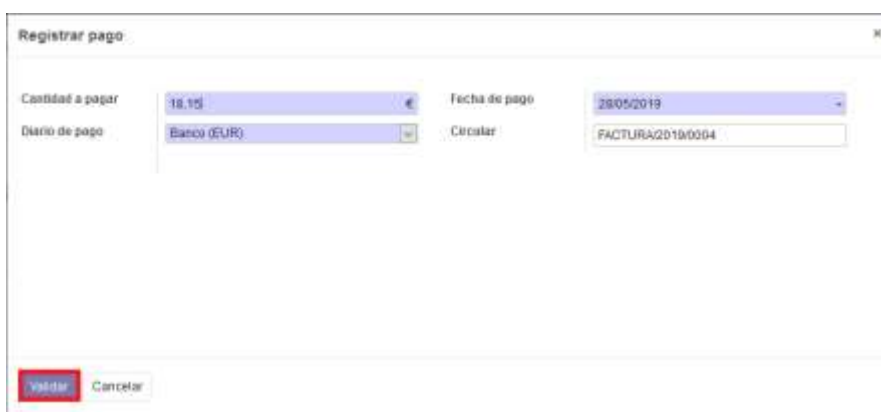 Registrar pago
×
Cantidad a pagar 18,15 € Fecha de pago 28/05/2019
Diario de pago Banco (EUR) Circular FACTURA/2019/0004
Validar Cancelar